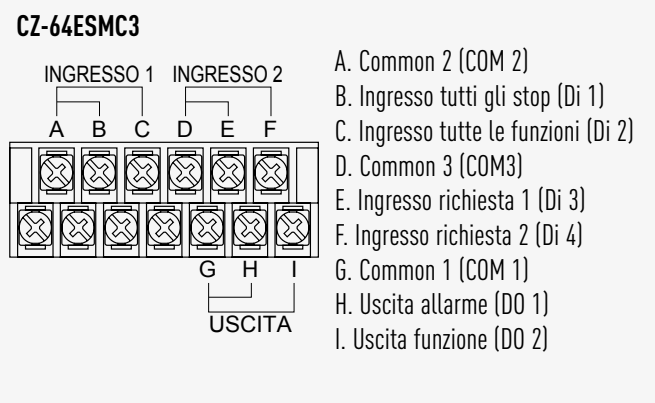 CZ-64ESMC3
INGRESSO 1 INGRESSO 2
A B C D E F
G H I
USCITA
A. Common 2 (COM 2)
B. Ingresso tutti gli stop (Di 1)
C. Ingresso tutte le funzioni (Di 2)
D. Common 3 (COM3)
E. Ingresso richiesta 1 (Di 3)
F. Ingresso richiesta 2 (Di 4)
G. Common 1 (COM 1)
H. Uscita allarme (DO 1)
I. Uscita funzione (DO 2)